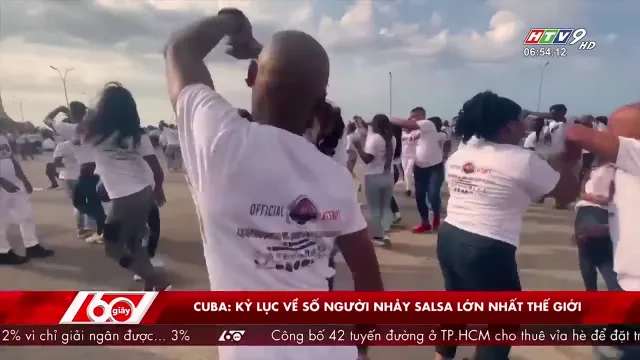 HTV9 HD
06:54:12
OFFICIAL
60 giây
CUBA: KỶ LỤC VỀ SỐ NGƯỜI NHẢY SALSA LỚN NHẤT THẾ GIỚI
2% vì chỉ giải ngân được... 3%
Công bố 42 tuyến đường ở TP.HCM cho thuê vỉa hè để đặt tr